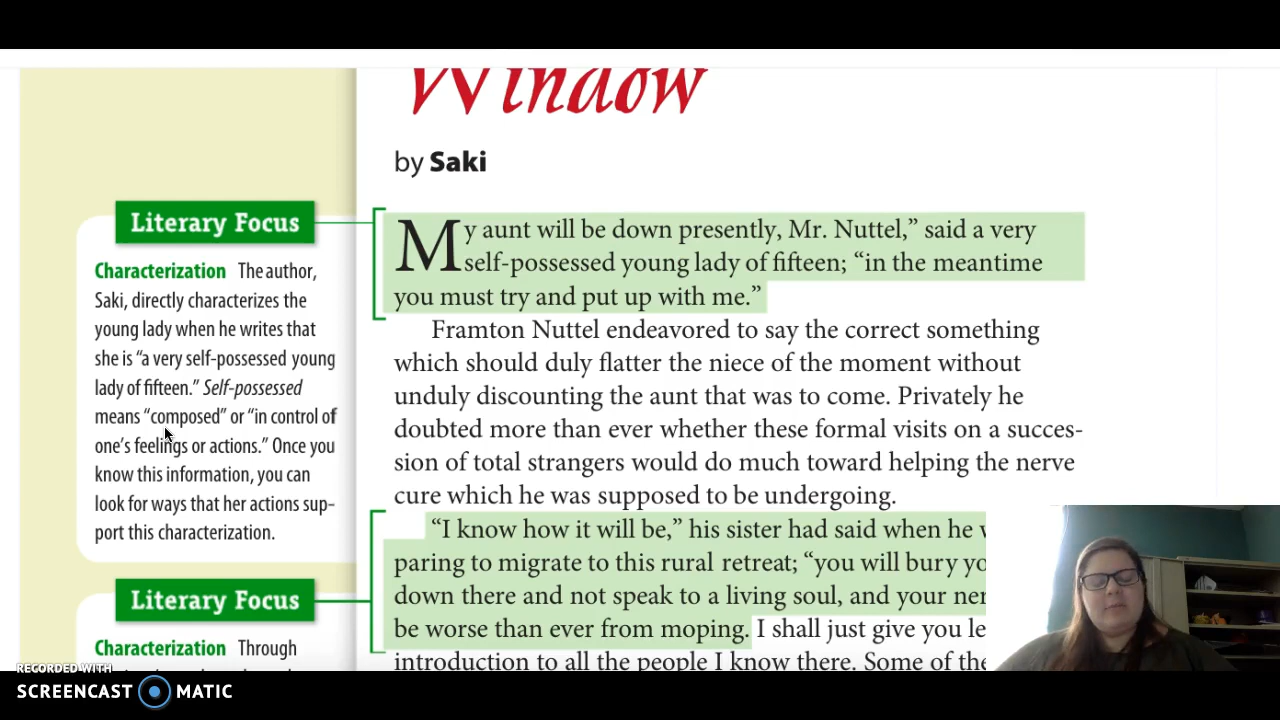 Window
by Saki
Literary Focus
Characterization The author,
Saki, directly characterizes the
young lady when he writes that
she is “a very self-possessed young
lady of fifteen.” Self-possessed
means “composed” or “in control of
one’s feelings or actions.” Once you
know this information, you can
look for ways that her actions sup-
port this characterization.
Literary Focus
Characterization Through
My aunt will be down presently, Mr. Nuttel,” said a very
self-possessed young lady of fifteen; “in the meantime
you must try and put up with me.”
Framton Nuttel endeavored to say the correct something
which should duly flatter the niece of the moment without
unduly discounting the aunt that was to come. Privately he
doubted more than ever whether these formal visits on a succes-
sion of total strangers would do much toward helping the nerve
cure which he was supposed to be undergoing.
“I know how it will be,” his sister had said when he
paring to migrate to this rural retreat; “you will bury
down there and not speak to a living soul, and your
be worse than ever from moping. I shall just give you
introduction to all the people I know there. Some of
RECORDED WITH
SCREENCAST MATIC